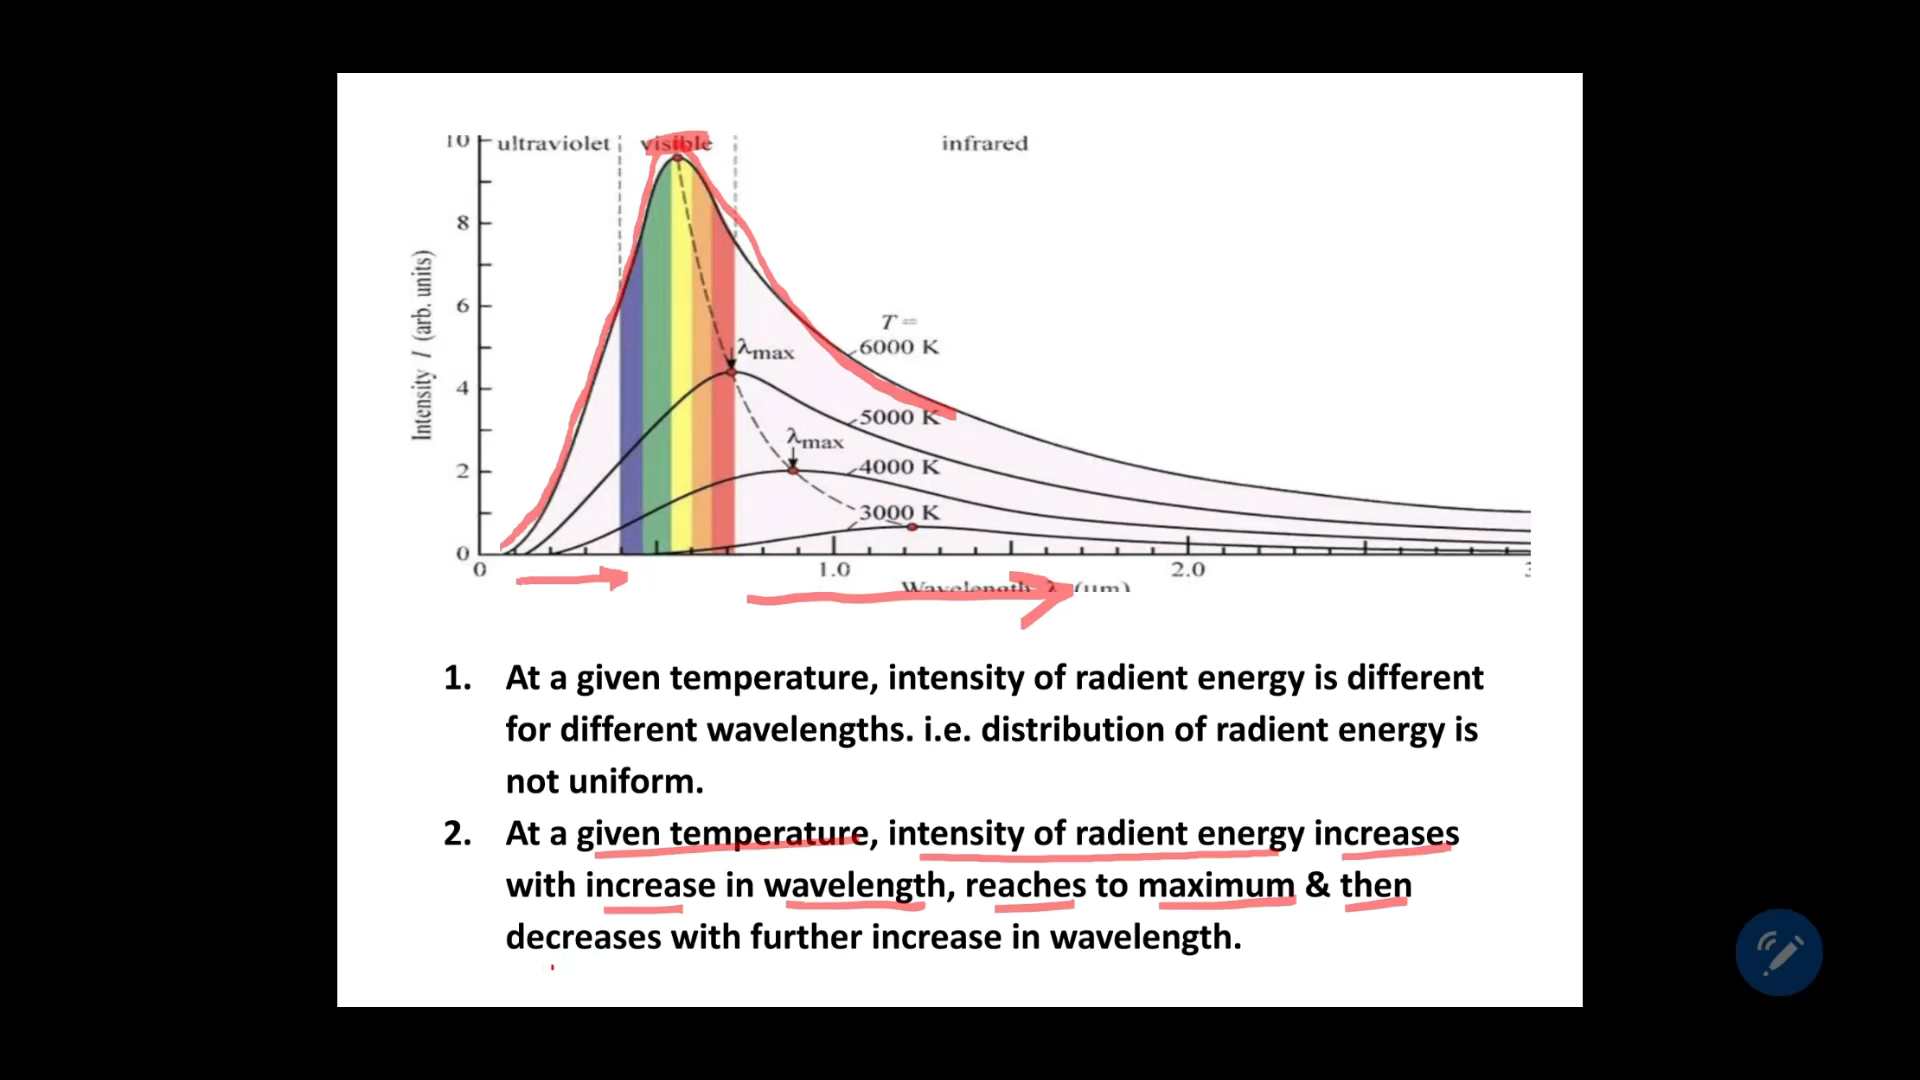 10 ultraviolet visible infrared
8
6
4
2
0
Intensity I (arb. units)
T =
6000 K
λmax
5000 K
λmax
4000 K
3000 K
0 1.0 2.0
Wavelength λ (μm)
1. At a given temperature, intensity of radient energy is different
for different wavelengths. i.e. distribution of radient energy is
not uniform.
2. At a given temperature, intensity of radient energy increases
with increase in wavelength, reaches to maximum & then
decreases with further increase in wavelength.